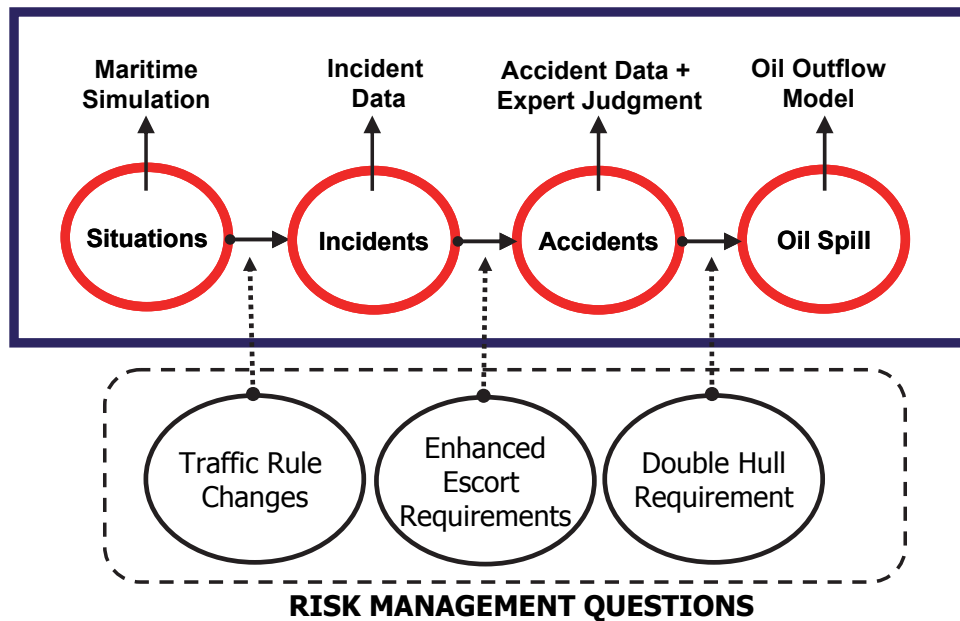 Maritime
Simulation
Incident
Data
Accident Data +
Expert Judgment
Oil Outflow
Model
Situations
Incidents
Accidents
Oil Spill
Traffic Rule
Changes
Enhanced
Escort
Requirements
Double Hull
Requirement
RISK MANAGEMENT QUESTIONS